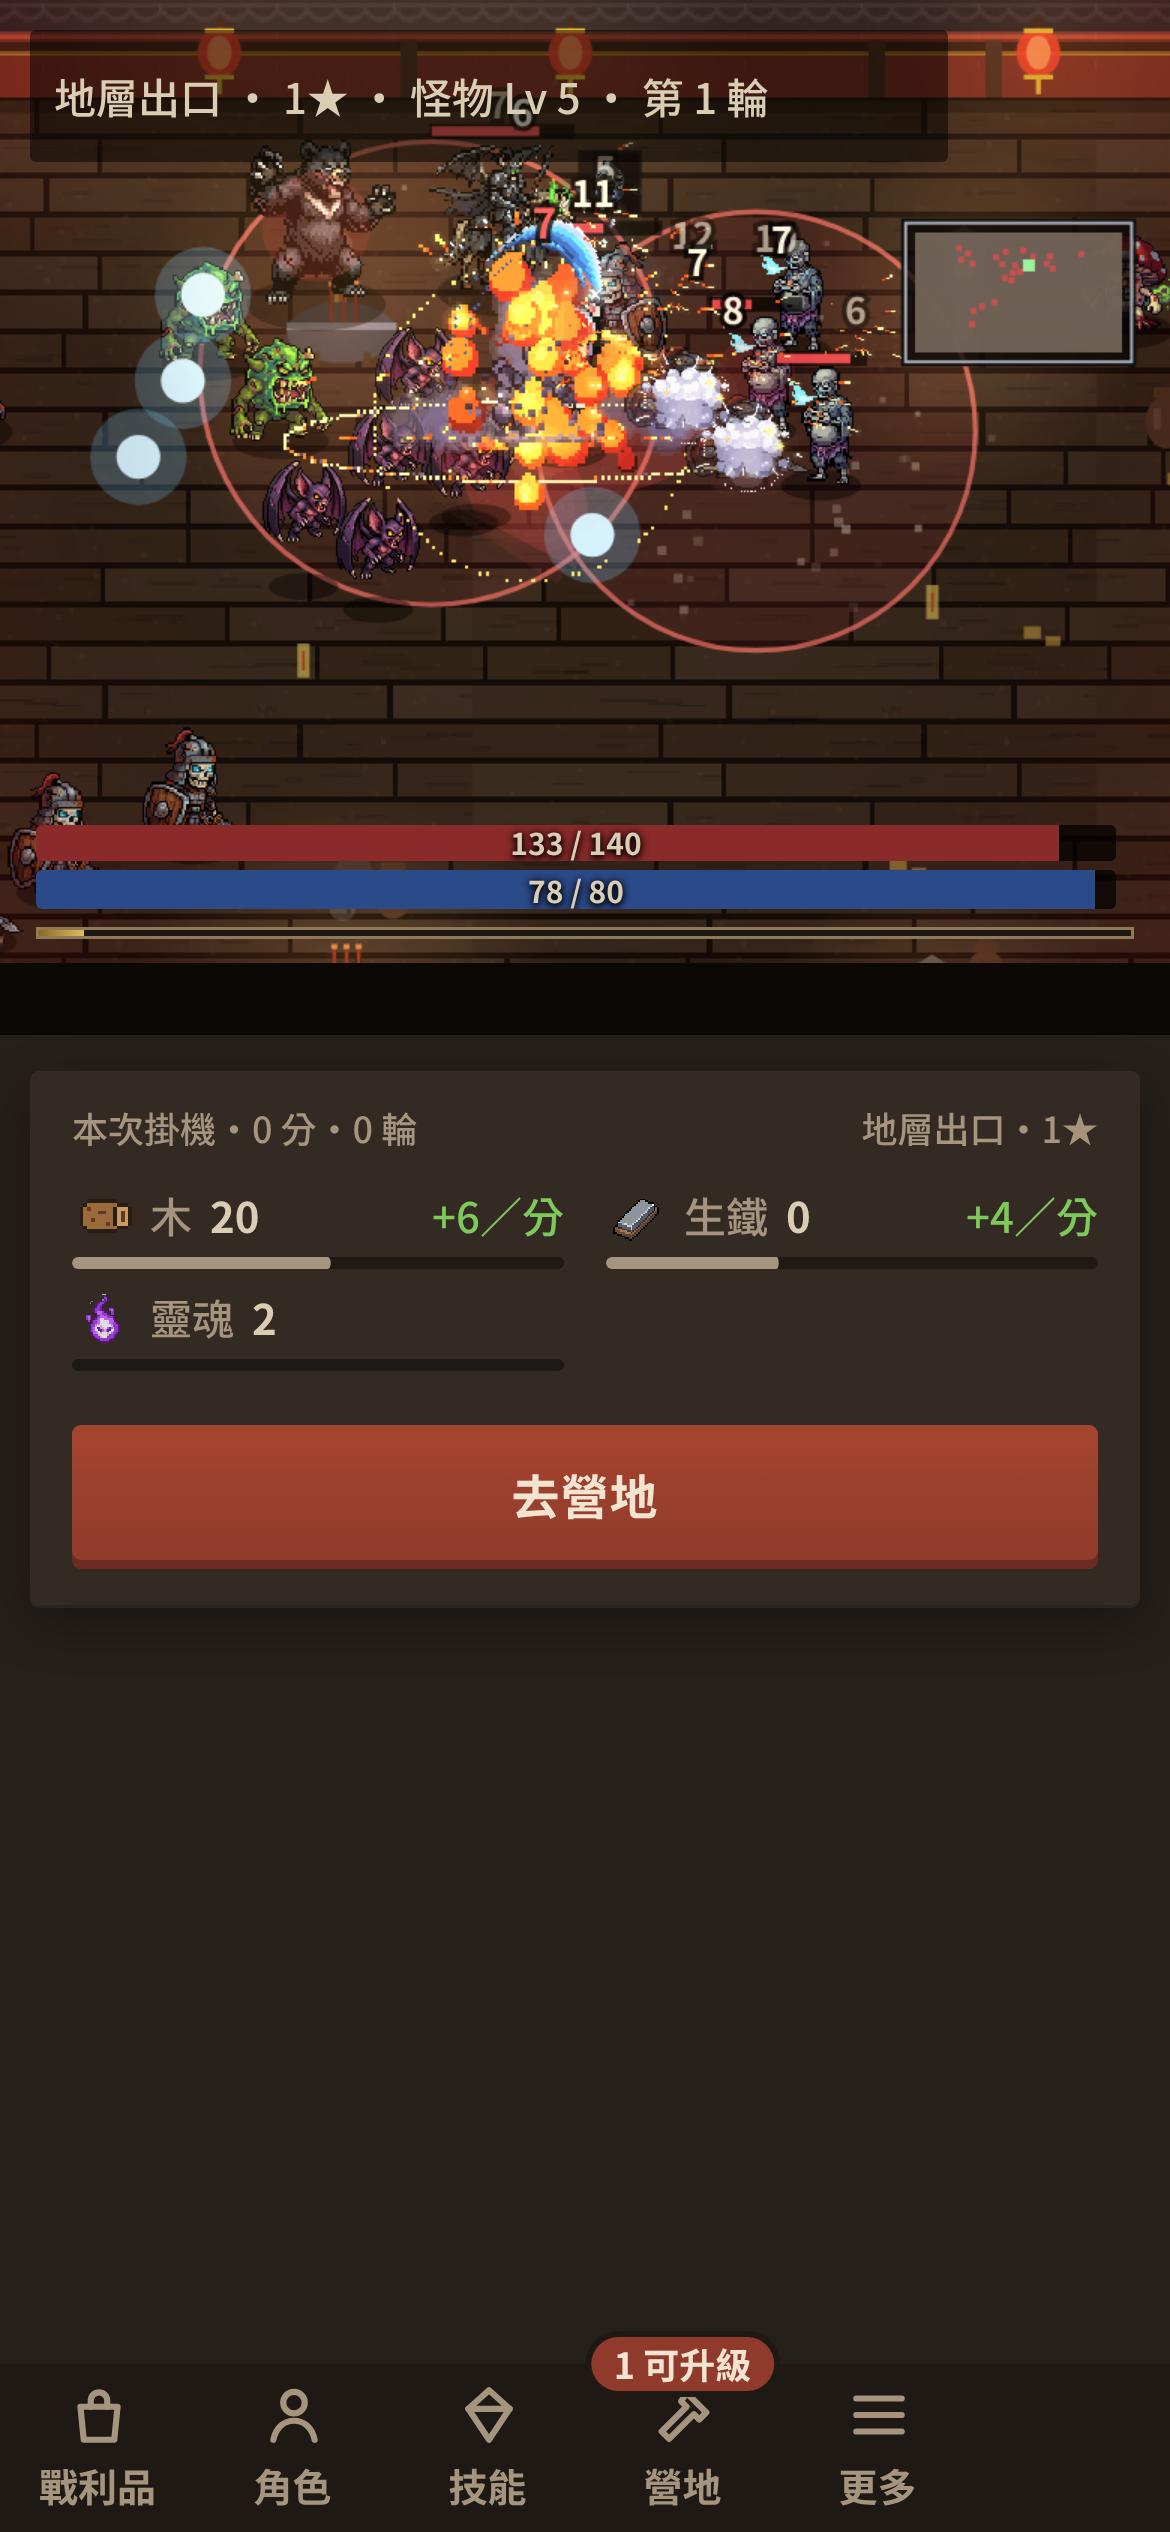 地層出口 • 1★ • 怪物 Lv 5 • 第 1 輪
76
5
11
7
12
17
7
8
6
133 / 140
78 / 80
本次掛機・0 分・0 輪
地層出口・1★
木 20 +6／分
生鐵 0 +4／分
靈魂 2
去營地
1 可升級
戰利品
角色
技能
營地
更多